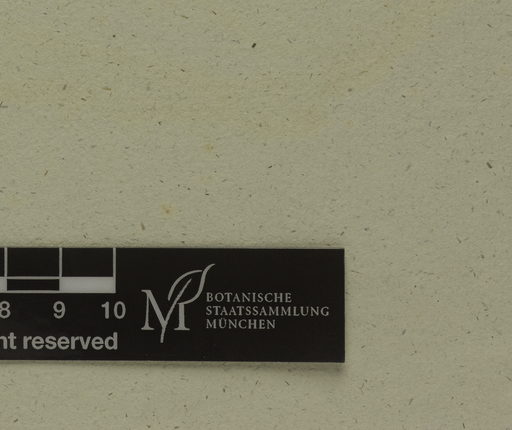 8 9 10
nt reserved
BOTANISCHE
STAATSSAMMLUNG
MÜNCHEN